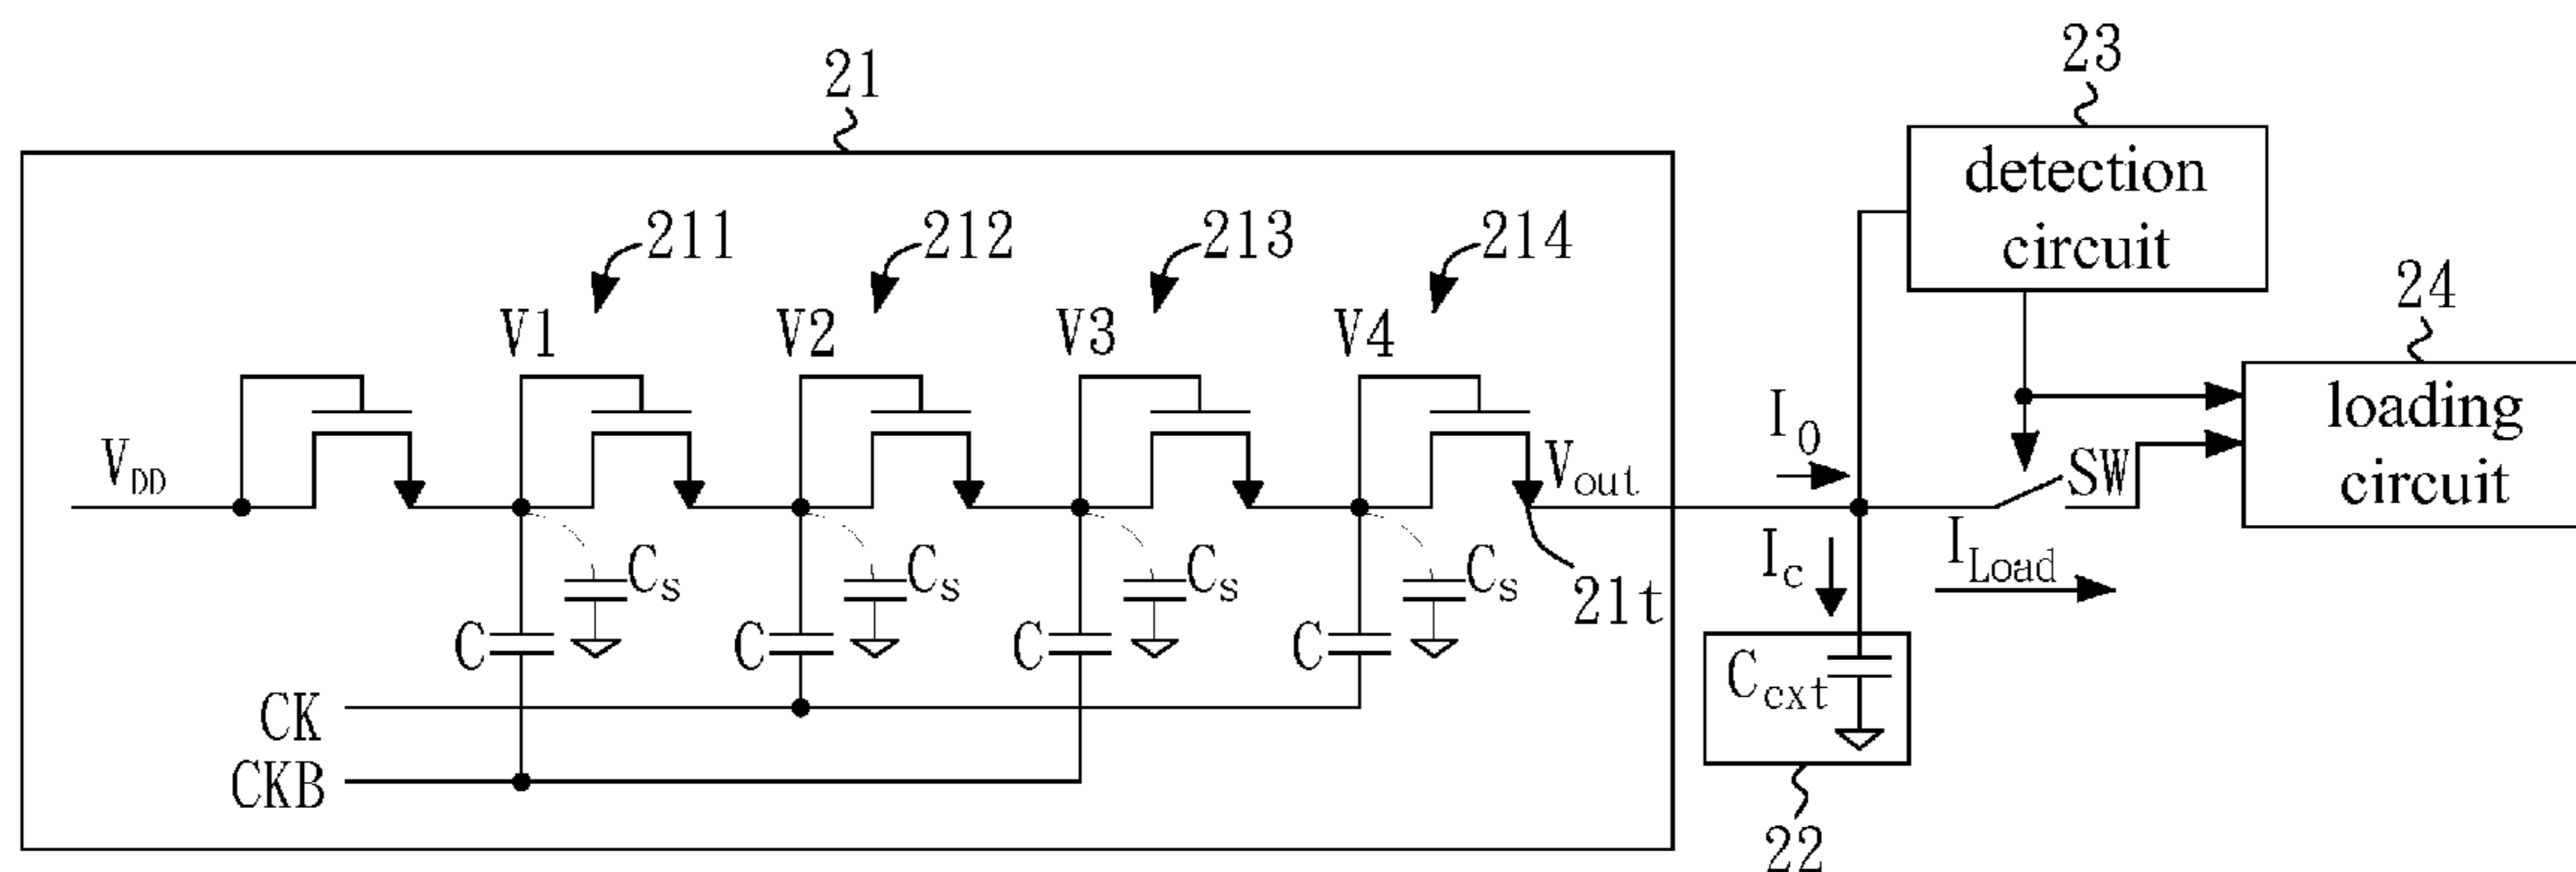 21
23
detection
circuit
211
212
213
214
24
V1
V2
V3
V4
loading
circuit
VDD
Vout
I0
SW
Ic
ILoad
Cs
Cs
Cs
Cs
21t
C
C
C
C
Ccxt
CK
CKB
22